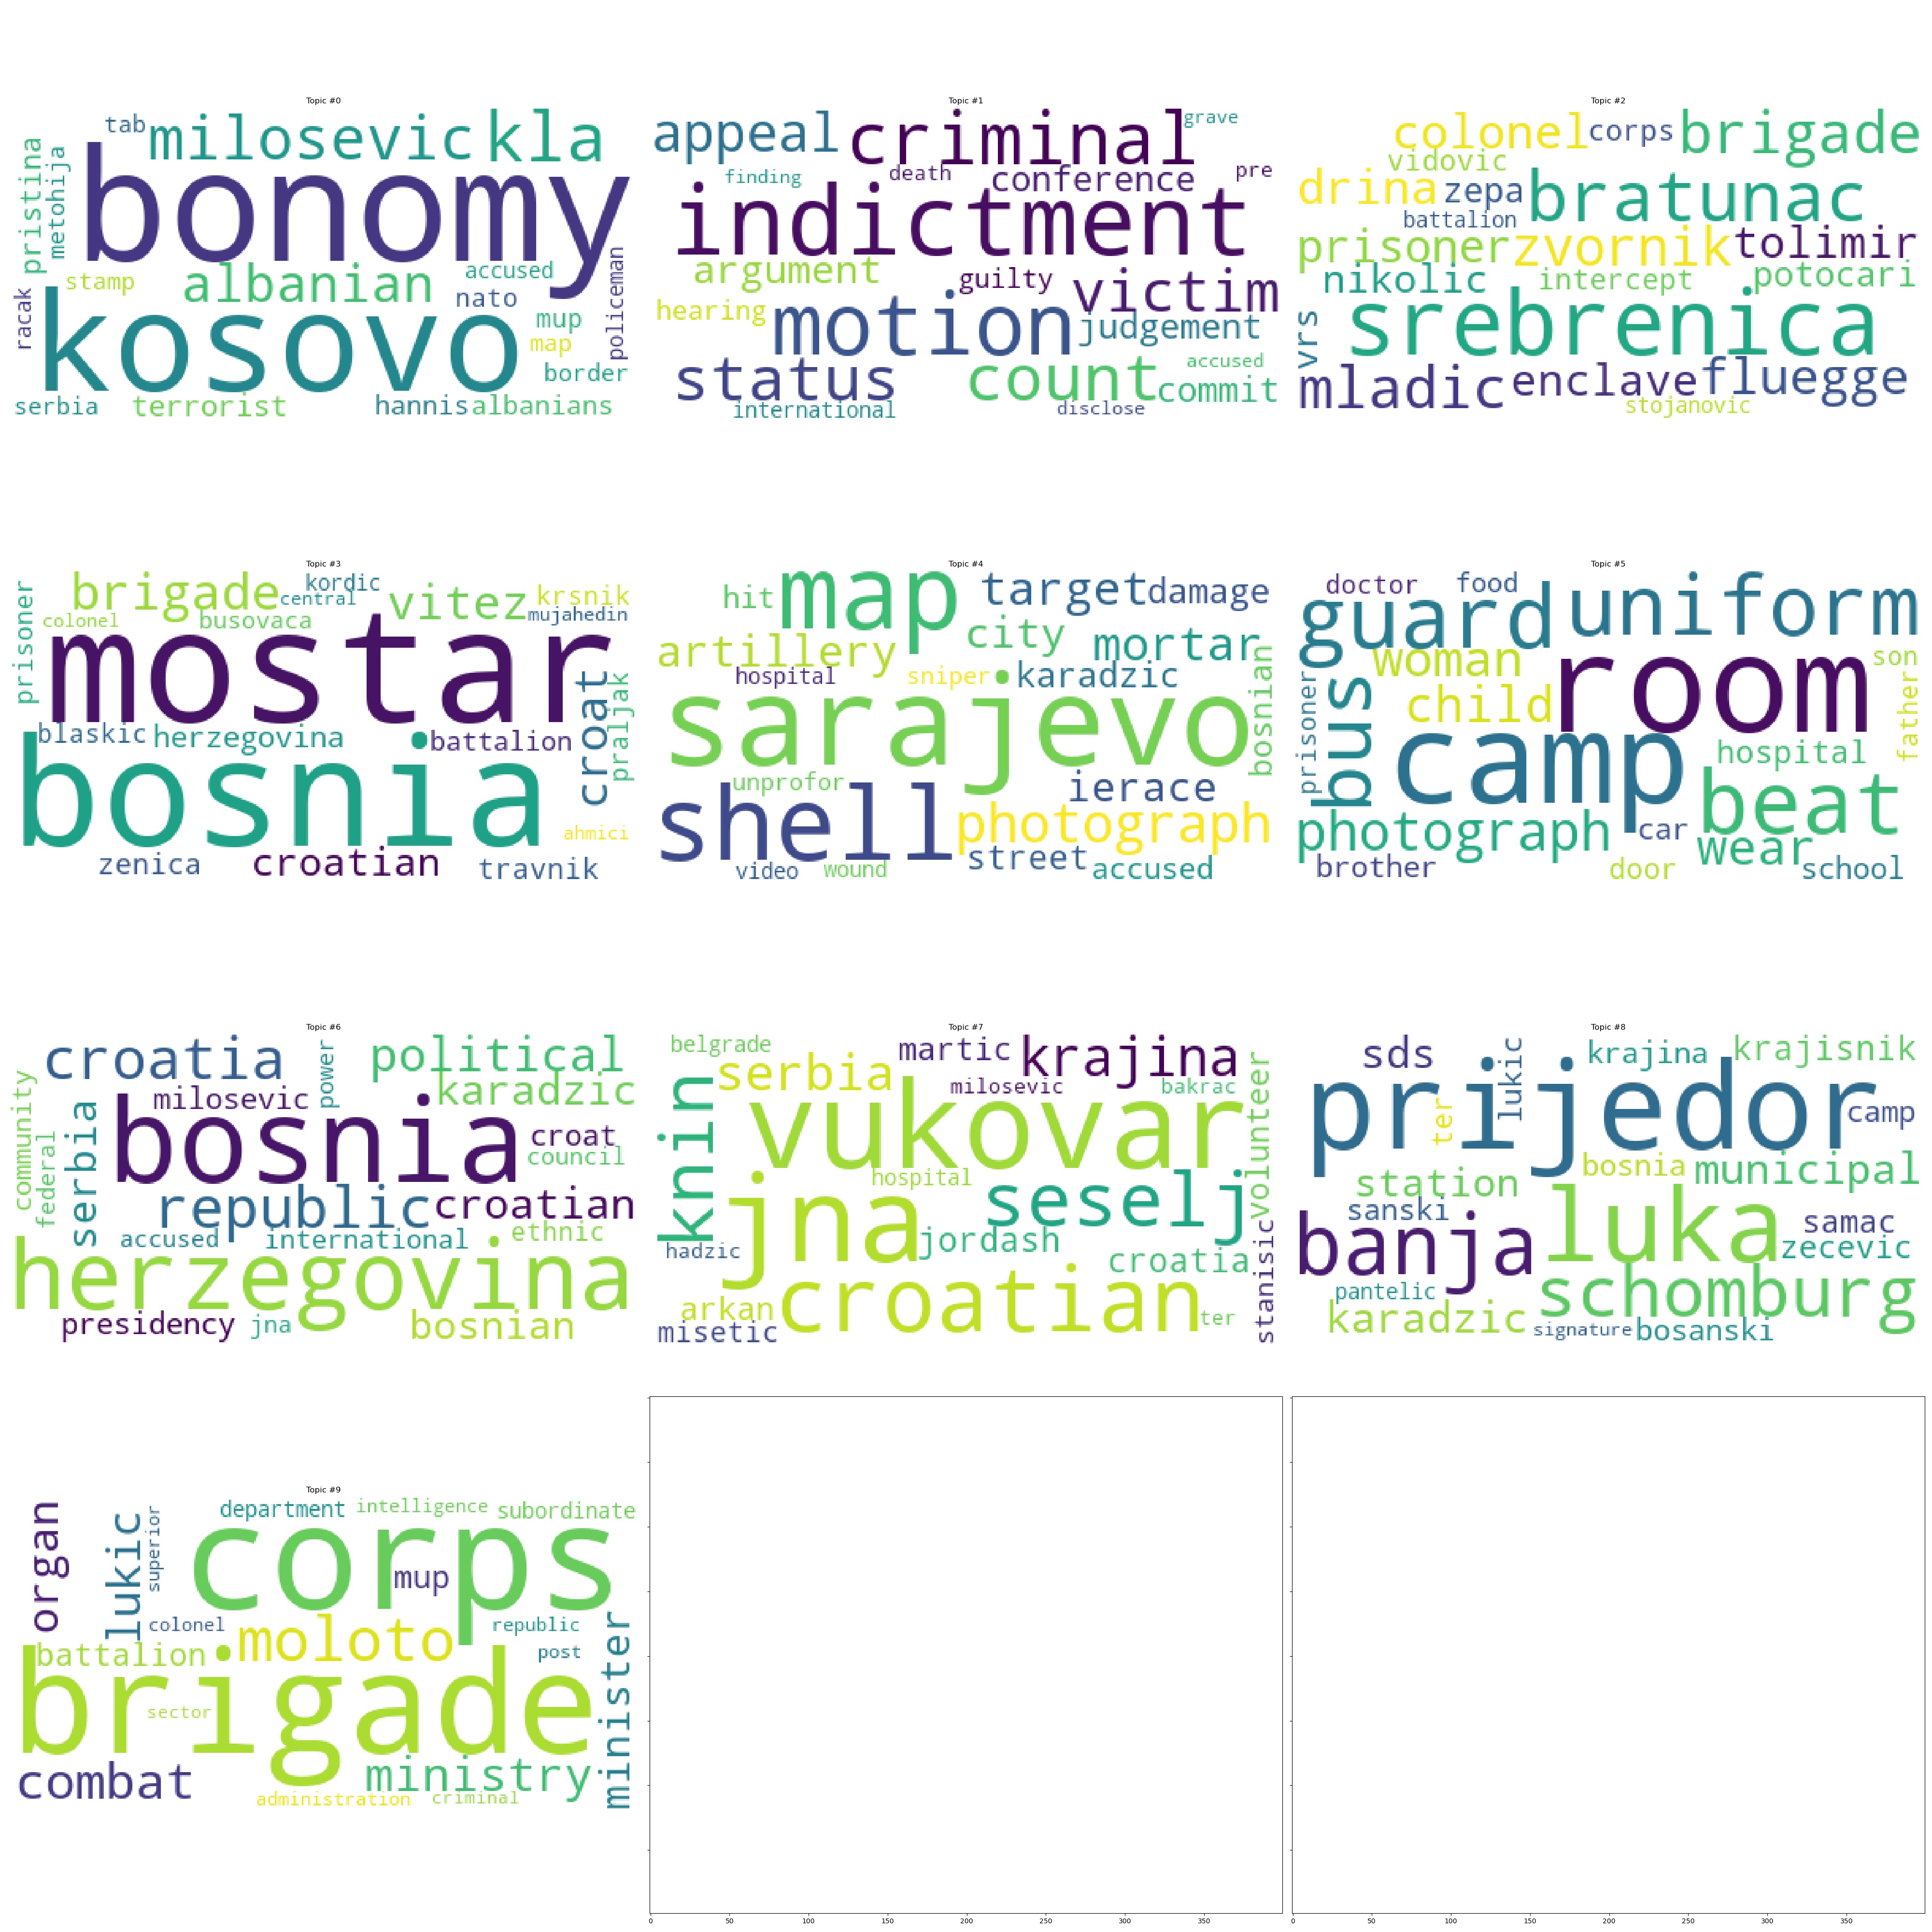 Topic #0
tab milosevic kla
pristina metohija bonomy
albanian accused policeman
stamp nato
racak kosovo mup
map
border
serbia terrorist hannis albanians
Topic #1
appeal criminal grave
finding death conference pre
indictment
argument guilty victim
hearing motion judgement
status count accused
commit
international disclose
Topic #2
colonel corps brigade
vidovic
drina zepa bratunac
battalion
prisoner zvornik tolimir
nikolic intercept potocari
vrs srebrenica
mladic enclave fluegge
stojanovic
Topic #3
prisoner brigade kordic vitez krsnik
colonel central mujahedin
busovaca
mostar
blaskic herzegovina battalion croat praljak
bosnia ahmici
zenica croatian travnik
Topic #4
hit map target damage
artillery city mortar
hospital sniper karadzic bosnian
sarajevo
unprofor ierace
shell photograph
street
video wound accused
Topic #5
doctor food
guard uniform
woman son
prisoner bus child room father
camp hospital
photograph car beat
wear
brother door school
Topic #6
croatia power political
community milosevic karadzic
federal serbia bosnia croat
council
republic croatian
accused international ethnic
herzegovina
presidency jna bosnian
Topic #7
belgrade martic krajina
serbia milosevic bakrac
knin vukovar volunteer
hospital
jna seselj
hadzic jordash croatia
arkan croatian ter stanisic
misetic
Topic #8
sds lukic krajina krajisnik
prijedor camp
ter
station bosnia municipal
sanski samac
banja luka zecevic
pantelic schomburg
karadzic signature bosanski
Topic #9
department intelligence subordinate
organ lukic superior corps
mup
colonel republic
battalion moloto post minister
brigade
sector
combat ministry
administration criminal
0 50 100 150 200 250 300 350
0 50 100 150 200 250 300 350